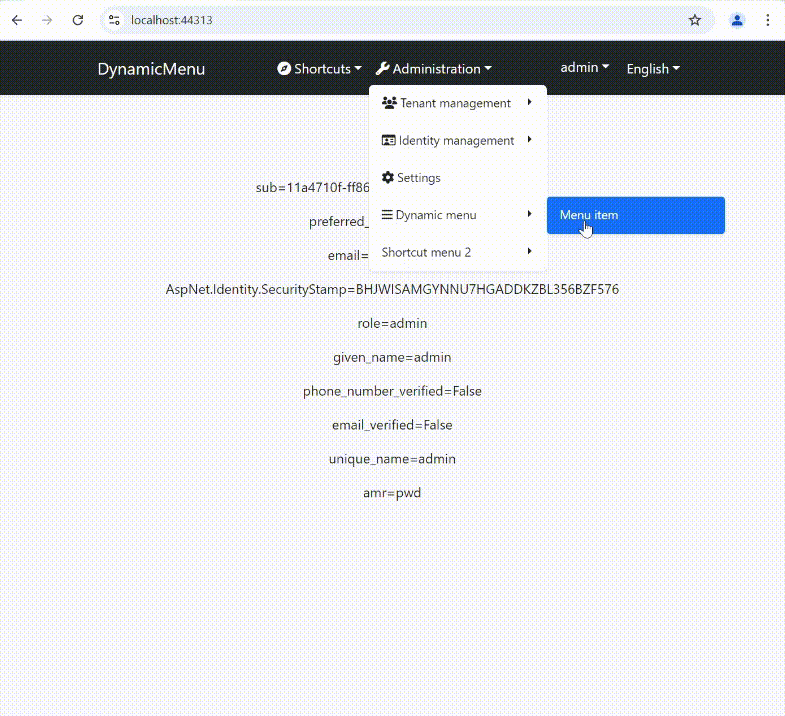 localhost:44313
DynamicMenu Shortcuts Administration admin English
Tenant management
Identity management
Settings
Dynamic menu
Menu item
Shortcut menu 2
sub=11a4710f-ff86
preferred_
email=
AspNet.Identity.SecurityStamp=BHJWISAMGYNNU7HGADDKZBL356BZF576
role=admin
given_name=admin
phone_number_verified=False
email_verified=False
unique_name=admin
amr=pwd